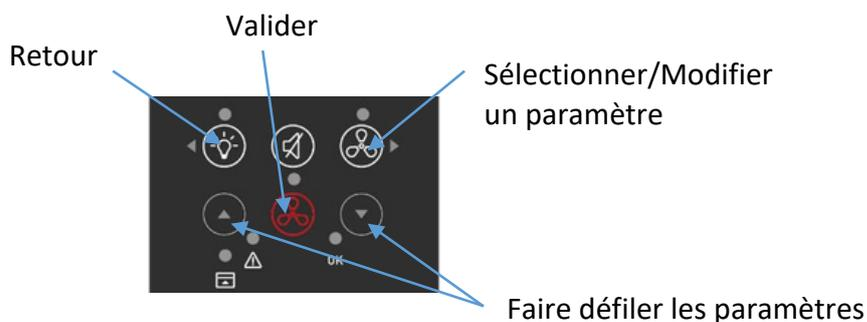 Valider
Retour
Sélectionner/Modifier
un paramètre
OK
Faire défiler les paramètres